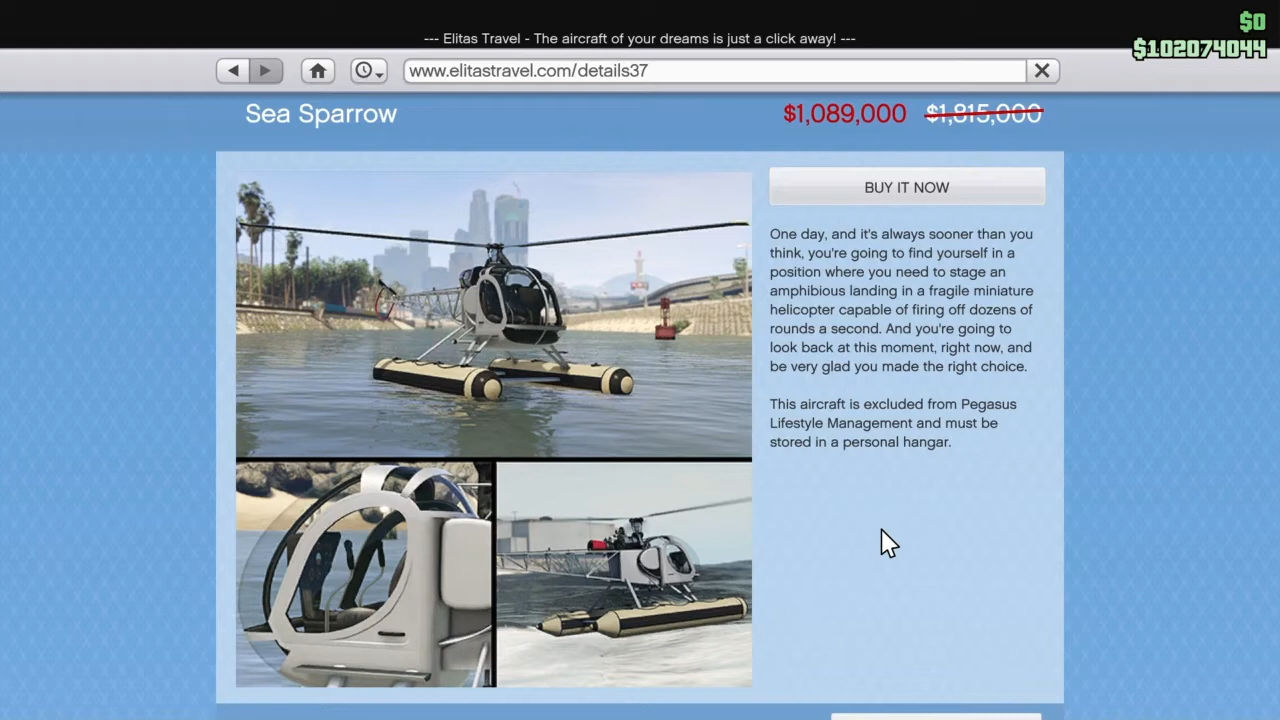 $0
--- Elitas Travel - The aircraft of your dreams is just a click away! ---
$102074044
www.elitastravel.com/details37
Sea Sparrow
$1,089,000 $1,815,000
BUY IT NOW
One day, and it's always sooner than you
think, you're going to find yourself in a
position where you need to stage an
amphibious landing in a fragile miniature
helicopter capable of firing off dozens of
rounds a second. And you're going to
look back at this moment, right now, and
be very glad you made the right choice.
This aircraft is excluded from Pegasus
Lifestyle Management and must be
stored in a personal hangar.